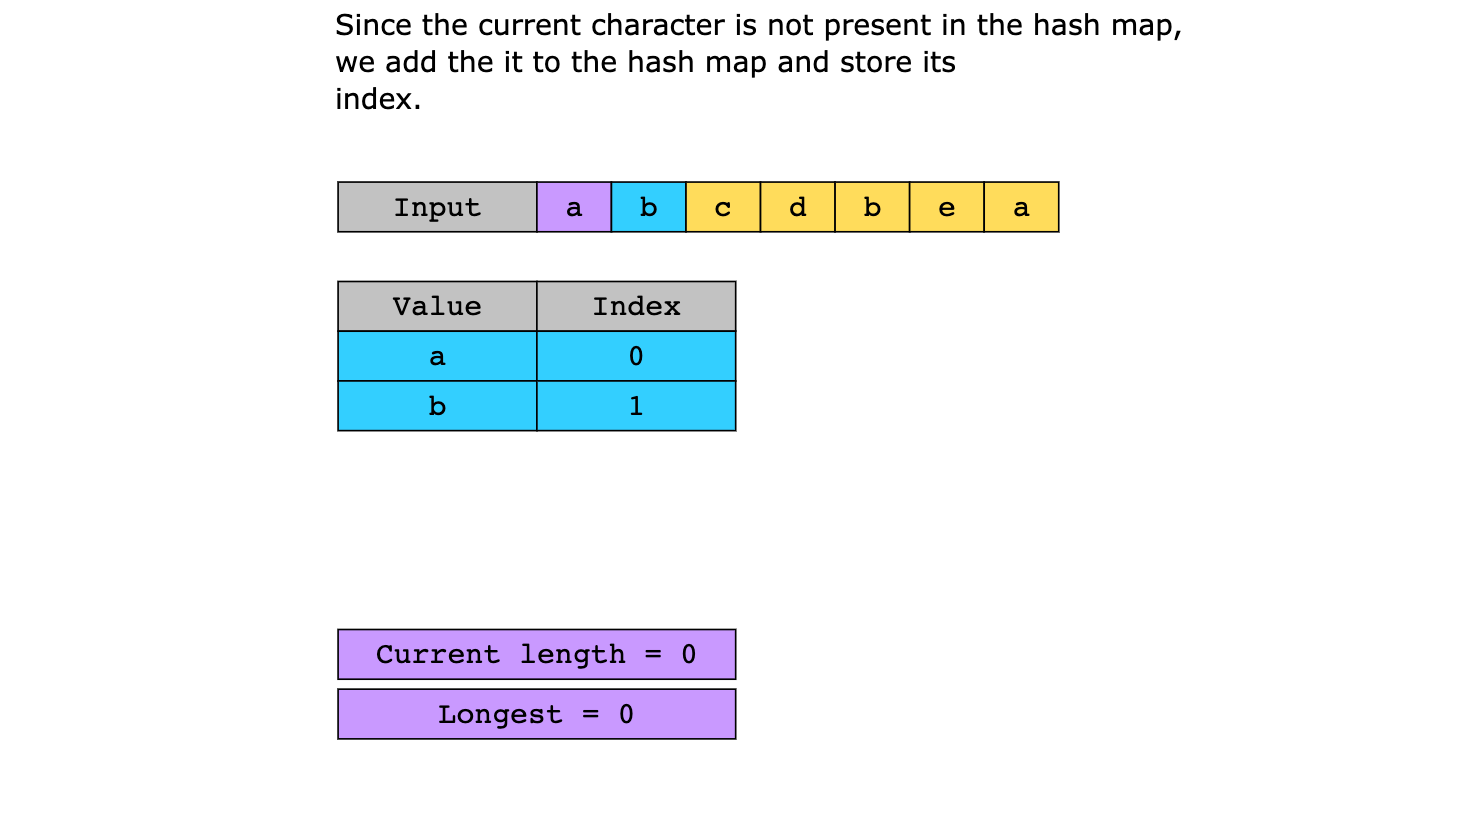 Since the current character is not present in the hash map,
we add the it to the hash map and store its
index.
Input a b c d b e a
Value Index
a 0
b 1
Current length = 0
Longest = 0